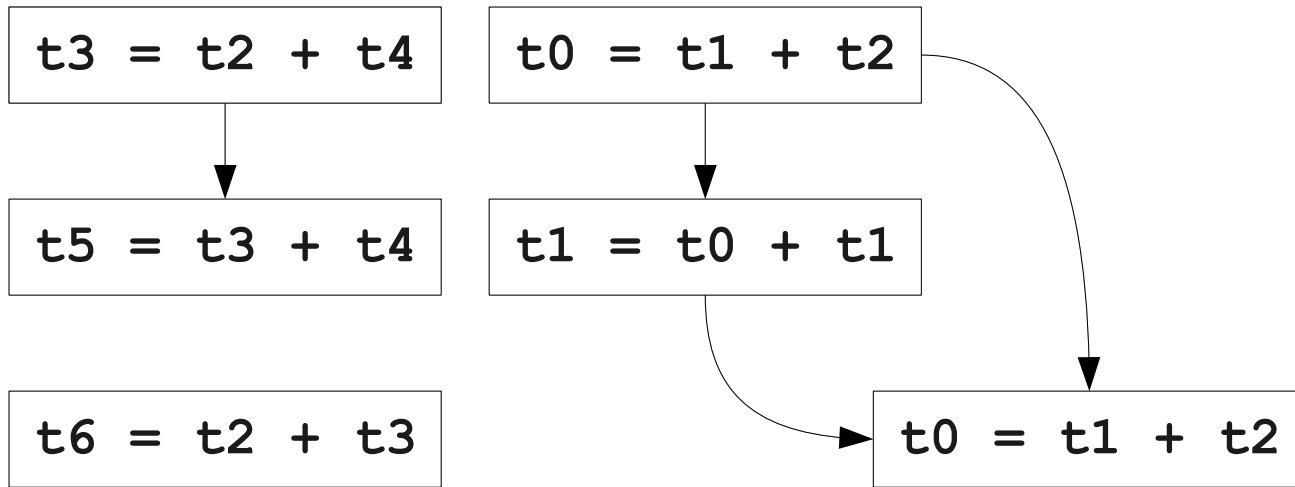 t3 = t2 + t4
t0 = t1 + t2
t5 = t3 + t4
t1 = t0 + t1
t6 = t2 + t3
t0 = t1 + t2